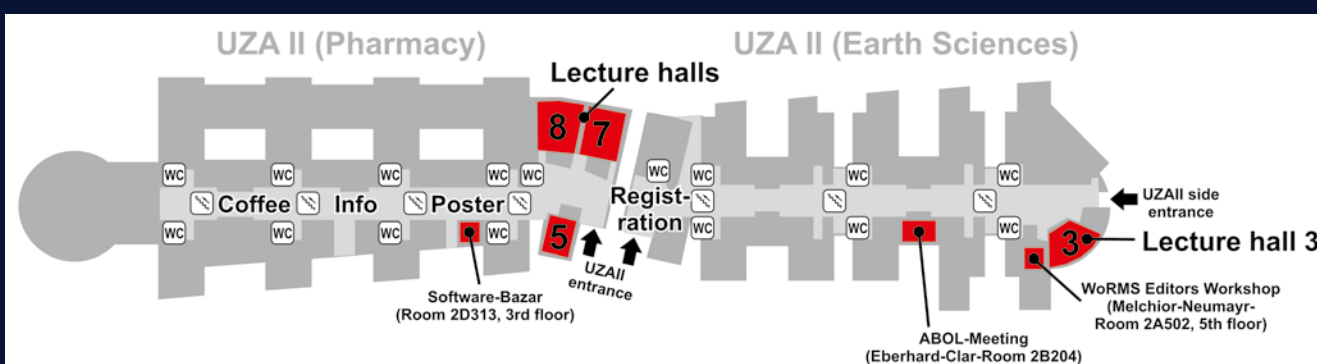 UZA II (Pharmacy)
UZA II (Earth Sciences)
Lecture halls
8
7
WC
WC
WC
WC
WC
WC
WC
WC
WC
Coffee
Info
Poster
Regist-
ration
UZAII side
entrance
WC
WC
WC
WC
WC
WC
WC
5
3
Lecture hall 3
UZAII
entrance
Software-Bazar
(Room 2D313, 3rd floor)
WoRMS Editors Workshop
(Melchior-Neumayr-
Room 2A502, 5th floor)
ABOL-Meeting
(Eberhard-Clar-Room 2B204)